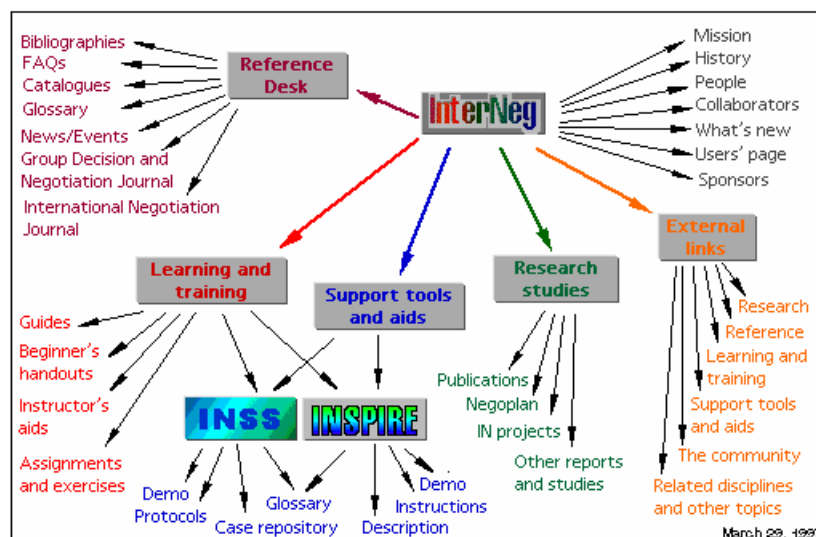 Bibliographies
FAQs
Catalogues
Glossary
News/Events
Group Decision and
Negotiation Journal
International Negotiation
Journal
Reference
Desk
InterNeg
Mission
History
People
Collaborators
What's new
Users' page
Sponsors
Learning and
training
Support tools
and aids
Research
studies
External
links
Guides
Beginner's
handouts
Instructor's
aids
Assignments
and exercises
INSS
INSPIRE
Demo
Protocols
Case repository
Glossary
Description
Demo
Instructions
Publications
Negoplan
IN projects
Other reports
and studies
Research
Reference
Learning and
training
Support tools
and aids
The community
Related disciplines
and other topics
March 29,